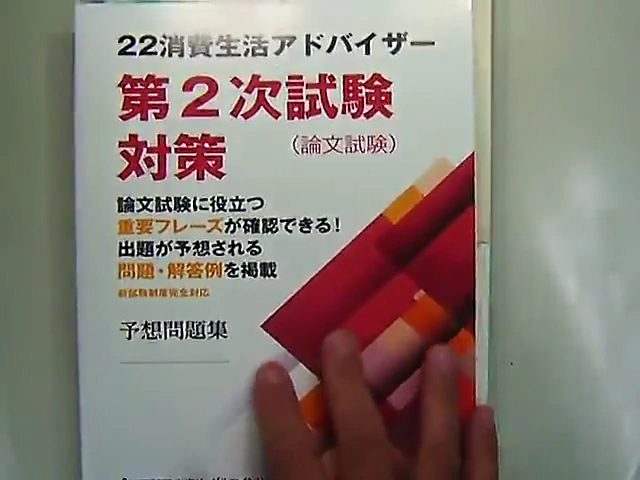 22消費生活アドバイザー
第2次試験
対策
（論文試験）
論文試験に役立つ
重要フレーズが確認できる！
出題が予想される
問題・解答例を掲載
新試験制度完全対応
予想問題集